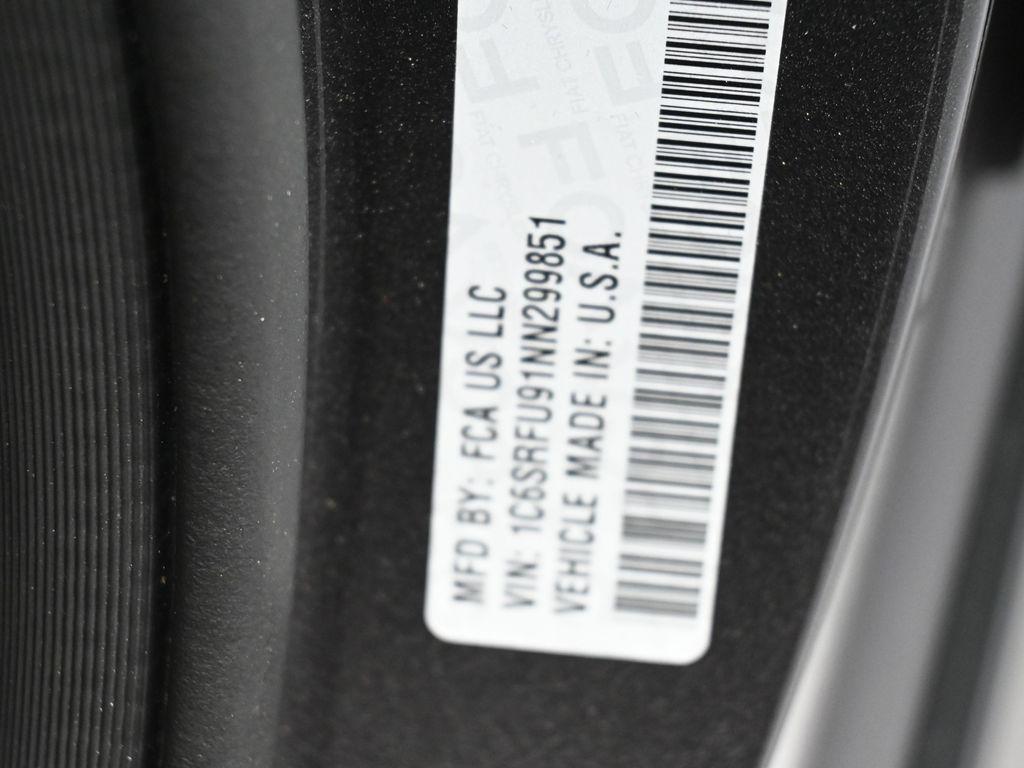 MFD BY: FCA US LLC
VIN: 1C6SRFU91NN299851
VEHICLE MADE IN: U.S.A.